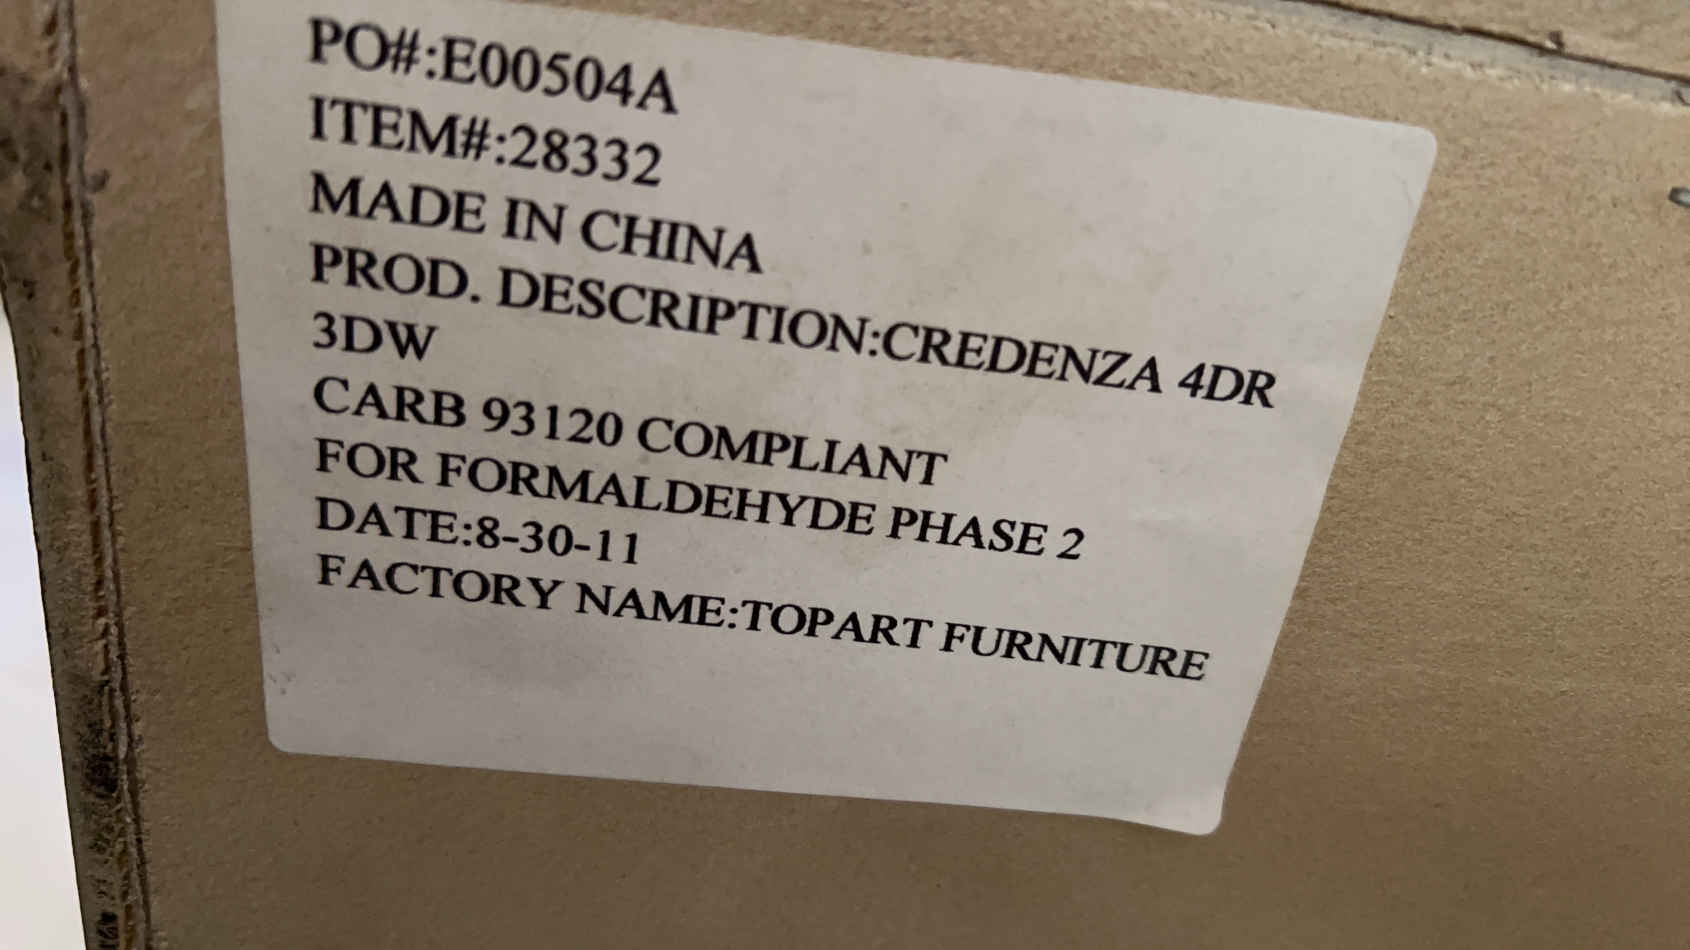 PO#:E00504A
ITEM#:28332
MADE IN CHINA
PROD. DESCRIPTION:CREDENZA 4DR
3DW
CARB 93120 COMPLIANT
FOR FORMALDEHYDE PHASE 2
DATE:8-30-11
FACTORY NAME:TOPART FURNITURE